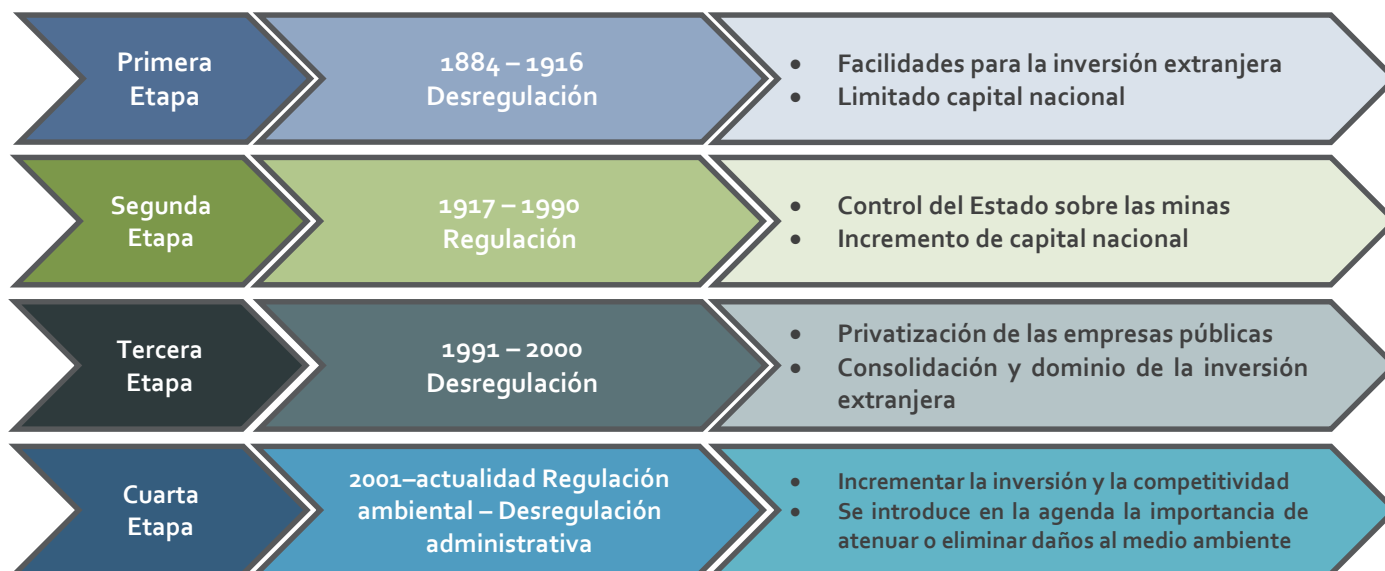 Primera
Etapa
1884 – 1916
Desregulación
• Facilidades para la inversión extranjera
• Limitado capital nacional
Segunda
Etapa
1917 – 1990
Regulación
• Control del Estado sobre las minas
• Incremento de capital nacional
Tercera
Etapa
1991 – 2000
Desregulación
• Privatización de las empresas públicas
• Consolidación y dominio de la inversión
extranjera
Cuarta
Etapa
2001–actualidad Regulación
ambiental – Desregulación
administrativa
• Incrementar la inversión y la competitividad
• Se introduce en la agenda la importancia de
atenuar o eliminar daños al medio ambiente